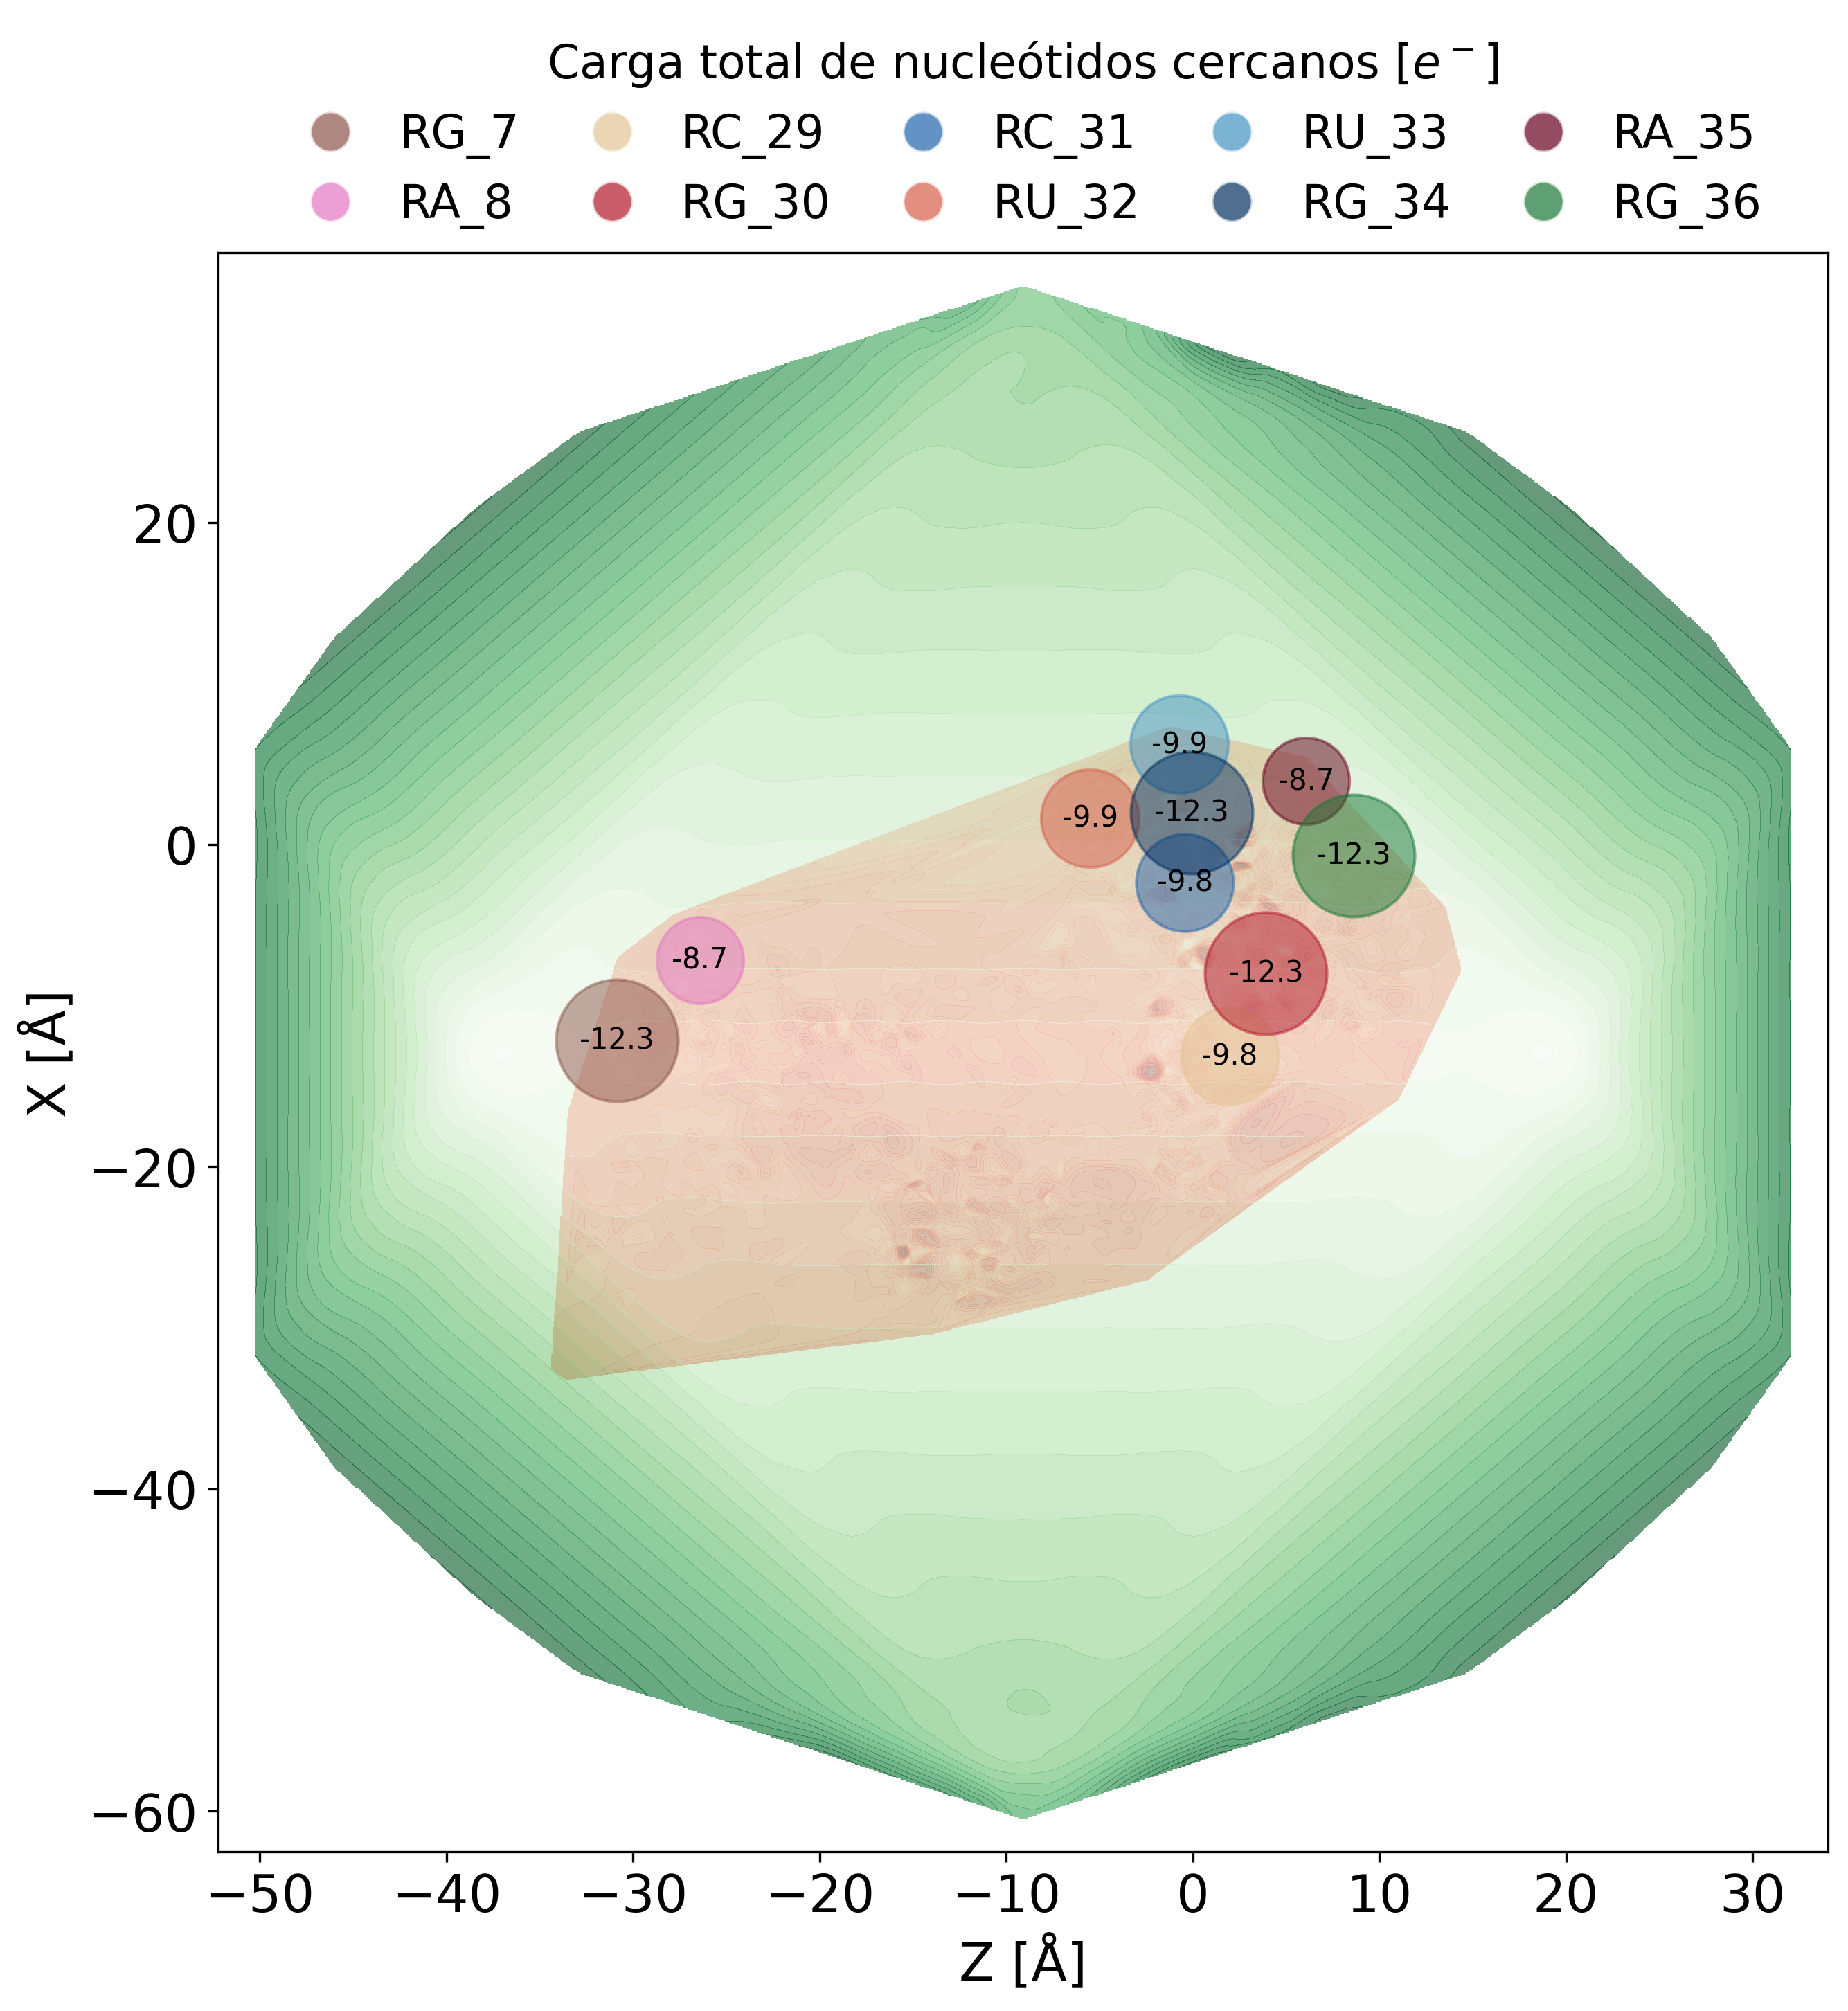 Carga total de nucleótidos cercanos [e⁻]
RG_7 RC_29 RC_31 RU_33 RA_35
RA_8 RG_30 RU_32 RG_34 RG_36
20
0
−20
−40
−60
X [Å]
-9.9
-8.7
-12.3
-9.9
-12.3
-9.8
-8.7
-12.3
-12.3
-9.8
−50 −40 −30 −20 −10 0 10 20 30
Z [Å]